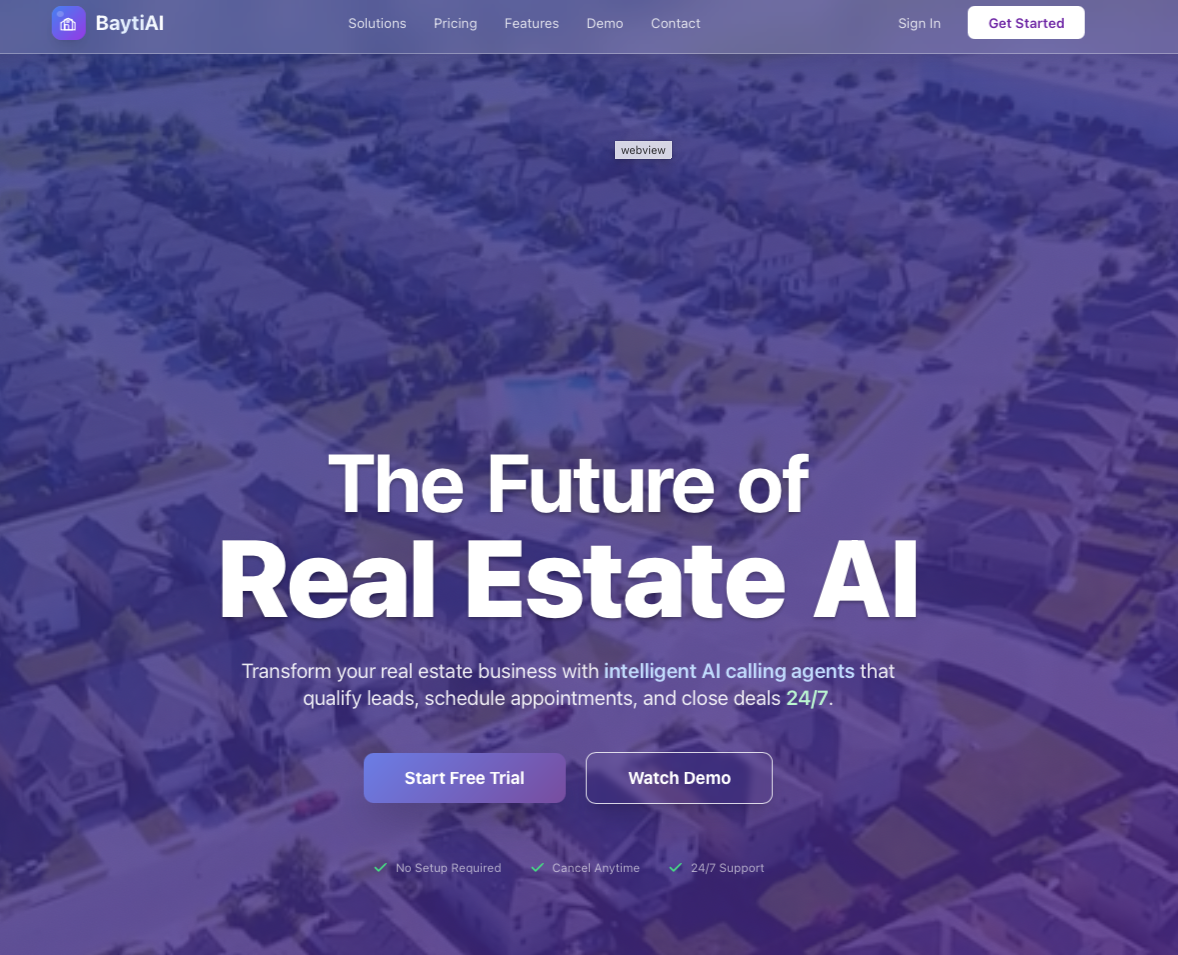 BaytiAI
Solutions Pricing Features Demo Contact
Sign In
Get Started
webview
The Future of
Real Estate AI
Transform your real estate business with intelligent AI calling agents that
qualify leads, schedule appointments, and close deals 24/7.
Start Free Trial
Watch Demo
No Setup Required
Cancel Anytime
24/7 Support